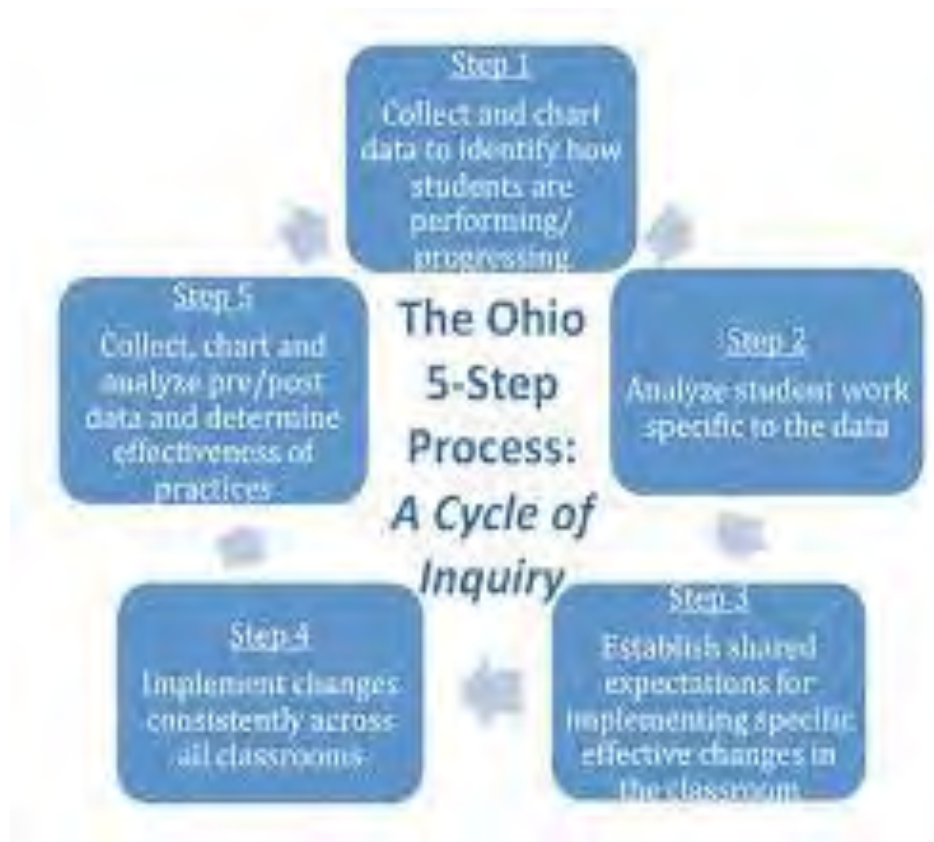 Step 1
Collect and chart
data to identify how
students are
performing/
progressing
Step 2
Analyze student work
specific to the data
Step 3
Establish shared
expectations for
implementing specific
effective changes in
the classroom
Step 4
Implement changes
consistently across
all classrooms
Step 5
Collect, chart and
analyze pre/post
data and determine
effectiveness of
practices
The Ohio
5-Step
Process:
A Cycle of
Inquiry